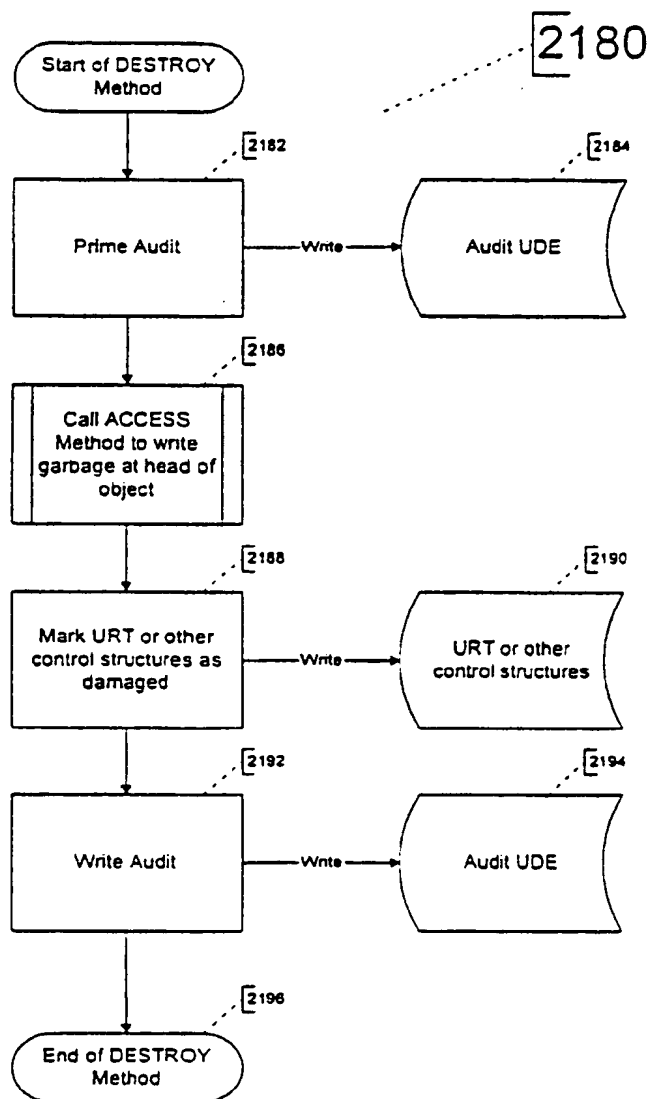 2180
Start of DESTROY
Method
2182
2184
Prime Audit
Write
Audit UDE
2186
Call ACCESS
Method to write
garbage at head of
object
2188
2190
Mark URT or other
control structures as
damaged
Write
URT or other
control structures
2192
2194
Write Audit
Write
Audit UDE
2196
End of DESTROY
Method